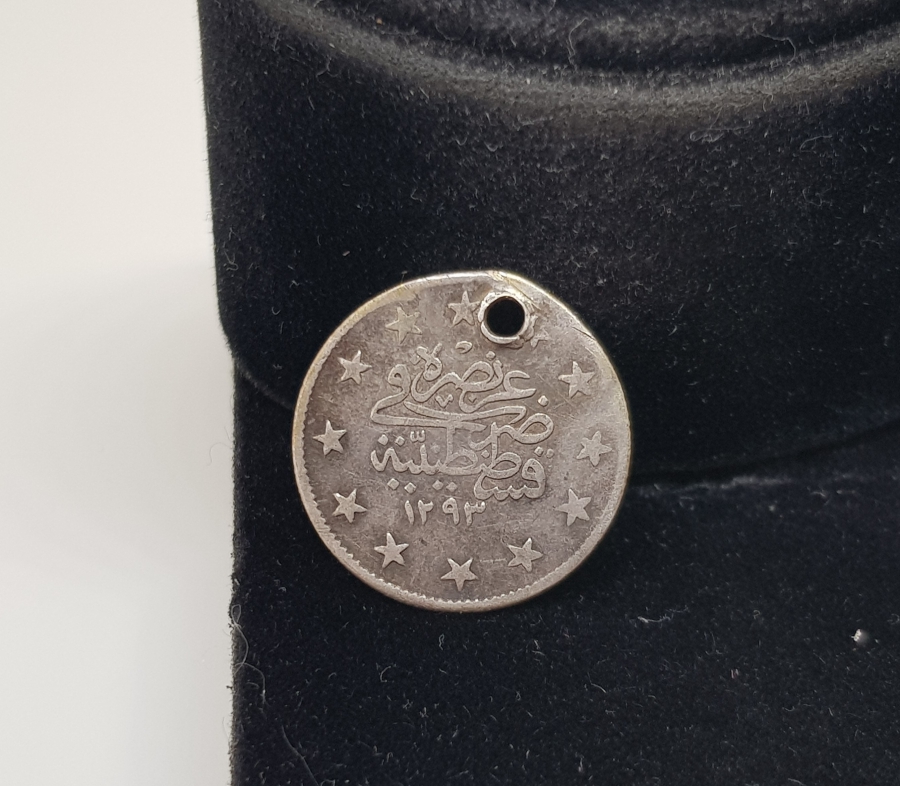 عز نصره
ضرب في
قسطنطينية
١٢٩٣